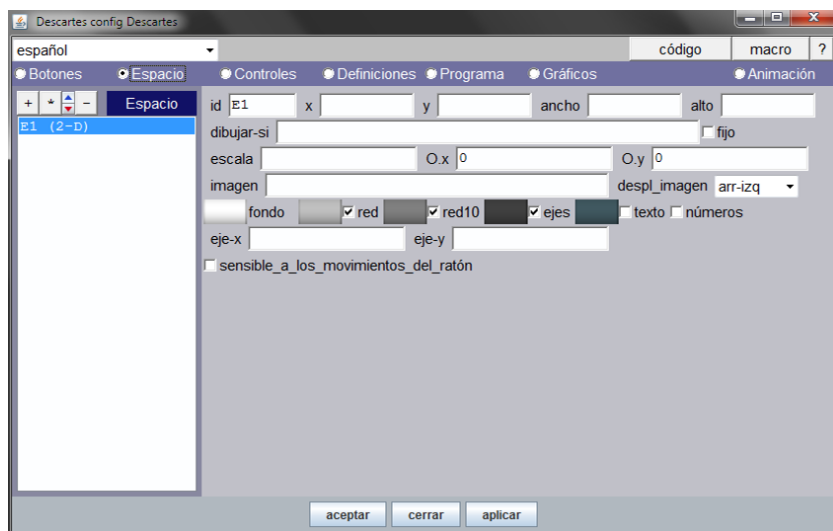 Descartes config Descartes
español código macro ?
Botones Espacio Controles Definiciones Programa Gráficos Animación
+ * - Espacio
E1 (2-D)
id E1 x y ancho alto
dibujar-si fijo
escala O.x 0 O.y 0
imagen despl_imagen arr-izq
fondo red red10 ejes texto números
eje-x eje-y
sensible_a_los_movimientos_del_ratón
aceptar cerrar aplicar